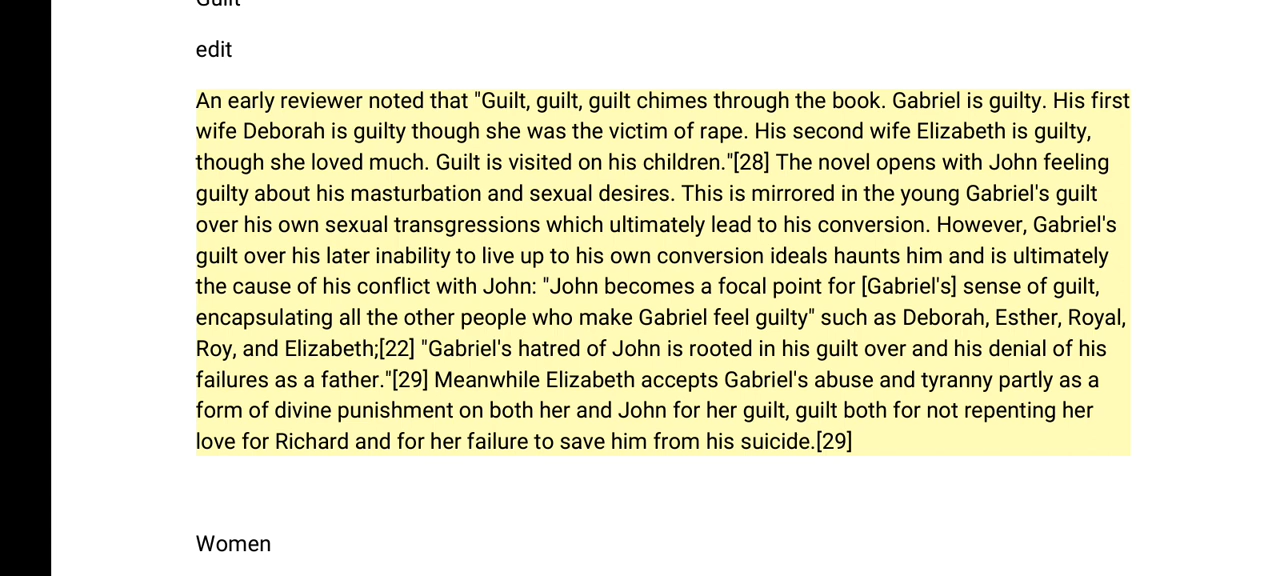 Guilt
edit
An early reviewer noted that "Guilt, guilt, guilt chimes through the book. Gabriel is guilty. His first
wife Deborah is guilty though she was the victim of rape. His second wife Elizabeth is guilty,
though she loved much. Guilt is visited on his children."[28] The novel opens with John feeling
guilty about his masturbation and sexual desires. This is mirrored in the young Gabriel's guilt
over his own sexual transgressions which ultimately lead to his conversion. However, Gabriel's
guilt over his later inability to live up to his own conversion ideals haunts him and is ultimately
the cause of his conflict with John: "John becomes a focal point for [Gabriel's] sense of guilt,
encapsulating all the other people who make Gabriel feel guilty" such as Deborah, Esther, Royal,
Roy, and Elizabeth;[22] "Gabriel's hatred of John is rooted in his guilt over and his denial of his
failures as a father."[29] Meanwhile Elizabeth accepts Gabriel's abuse and tyranny partly as a
form of divine punishment on both her and John for her guilt, guilt both for not repenting her
love for Richard and for her failure to save him from his suicide.[29]
Women